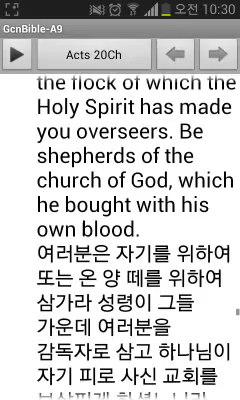 오전 10:30
GcnBible-A9
Acts 20Ch
the flock of which the
Holy Spirit has made
you overseers. Be
shepherds of the
church of God, which
he bought with his
own blood.
여러분은 자기를 위하여
또는 온 양 떼를 위하여
삼가라 성령이 그들
가운데 여러분을
감독자로 삼고 하나님이
자기 피로 사신 교회를